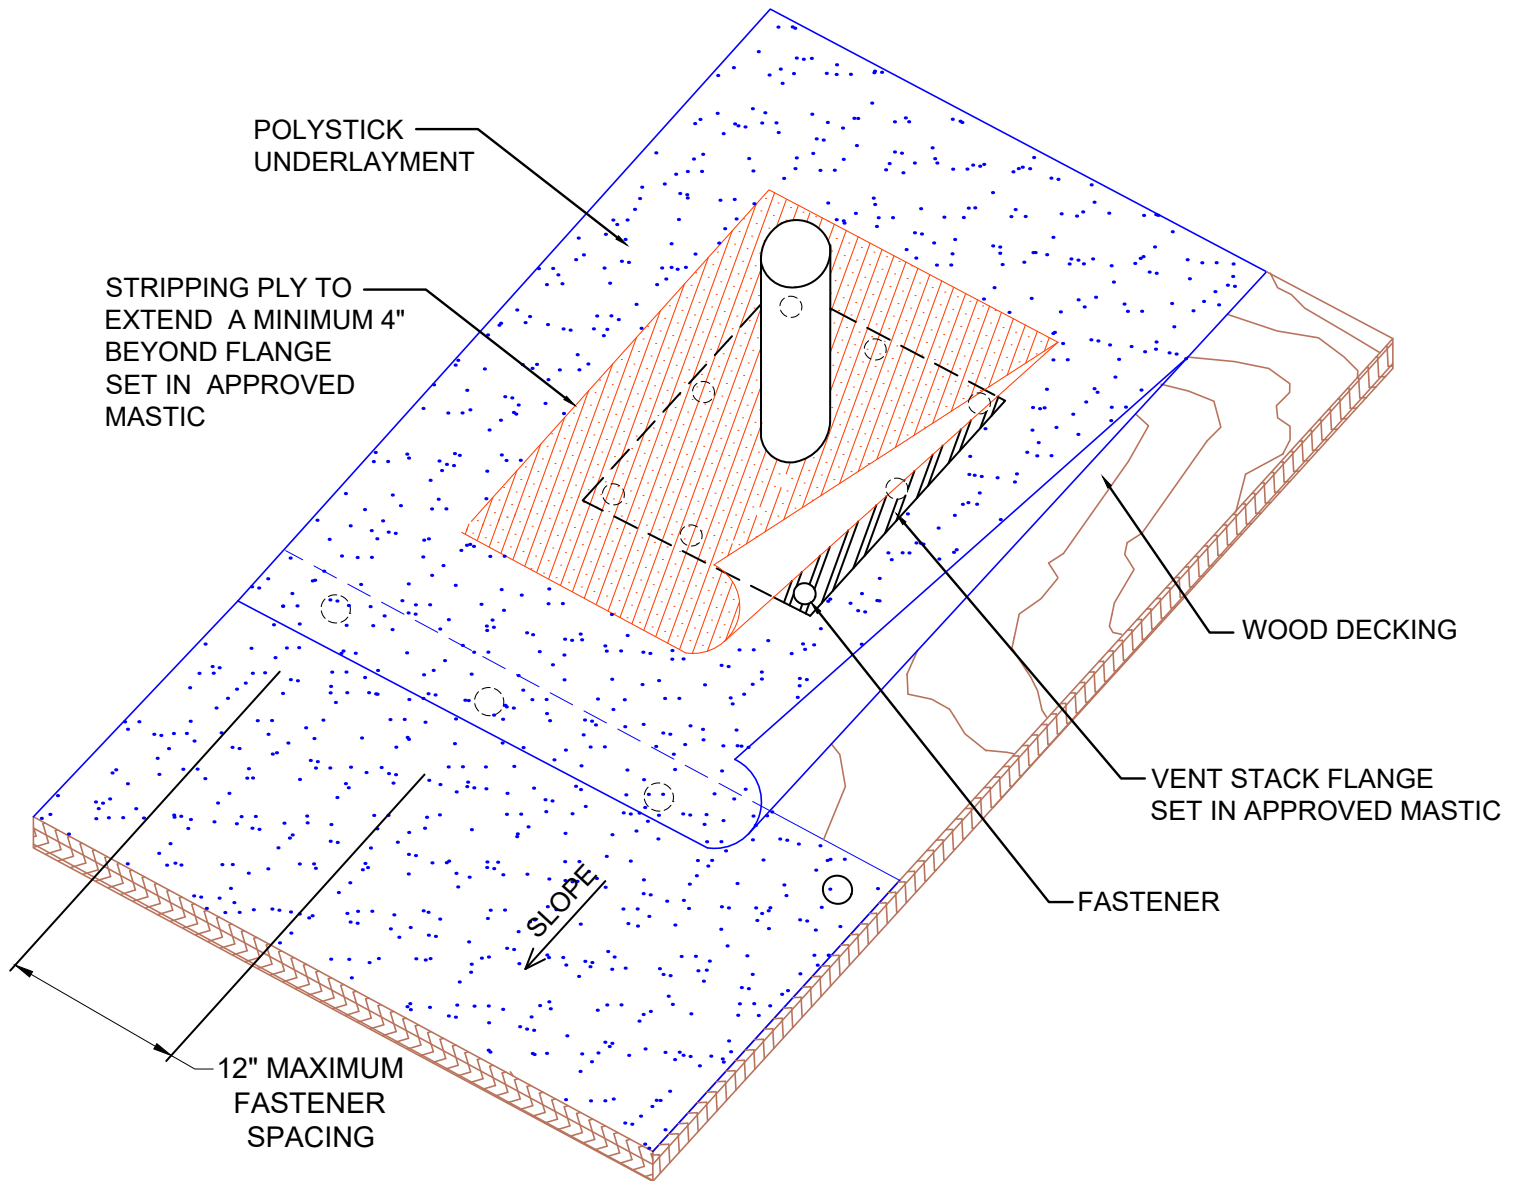 POLYSTICK
UNDERLAYMENT
STRIPPING PLY TO
EXTEND A MINIMUM 4"
BEYOND FLANGE
SET IN APPROVED
MASTIC
WOOD DECKING
VENT STACK FLANGE
SET IN APPROVED MASTIC
FASTENER
SLOPE
12" MAXIMUM
FASTENER
SPACING